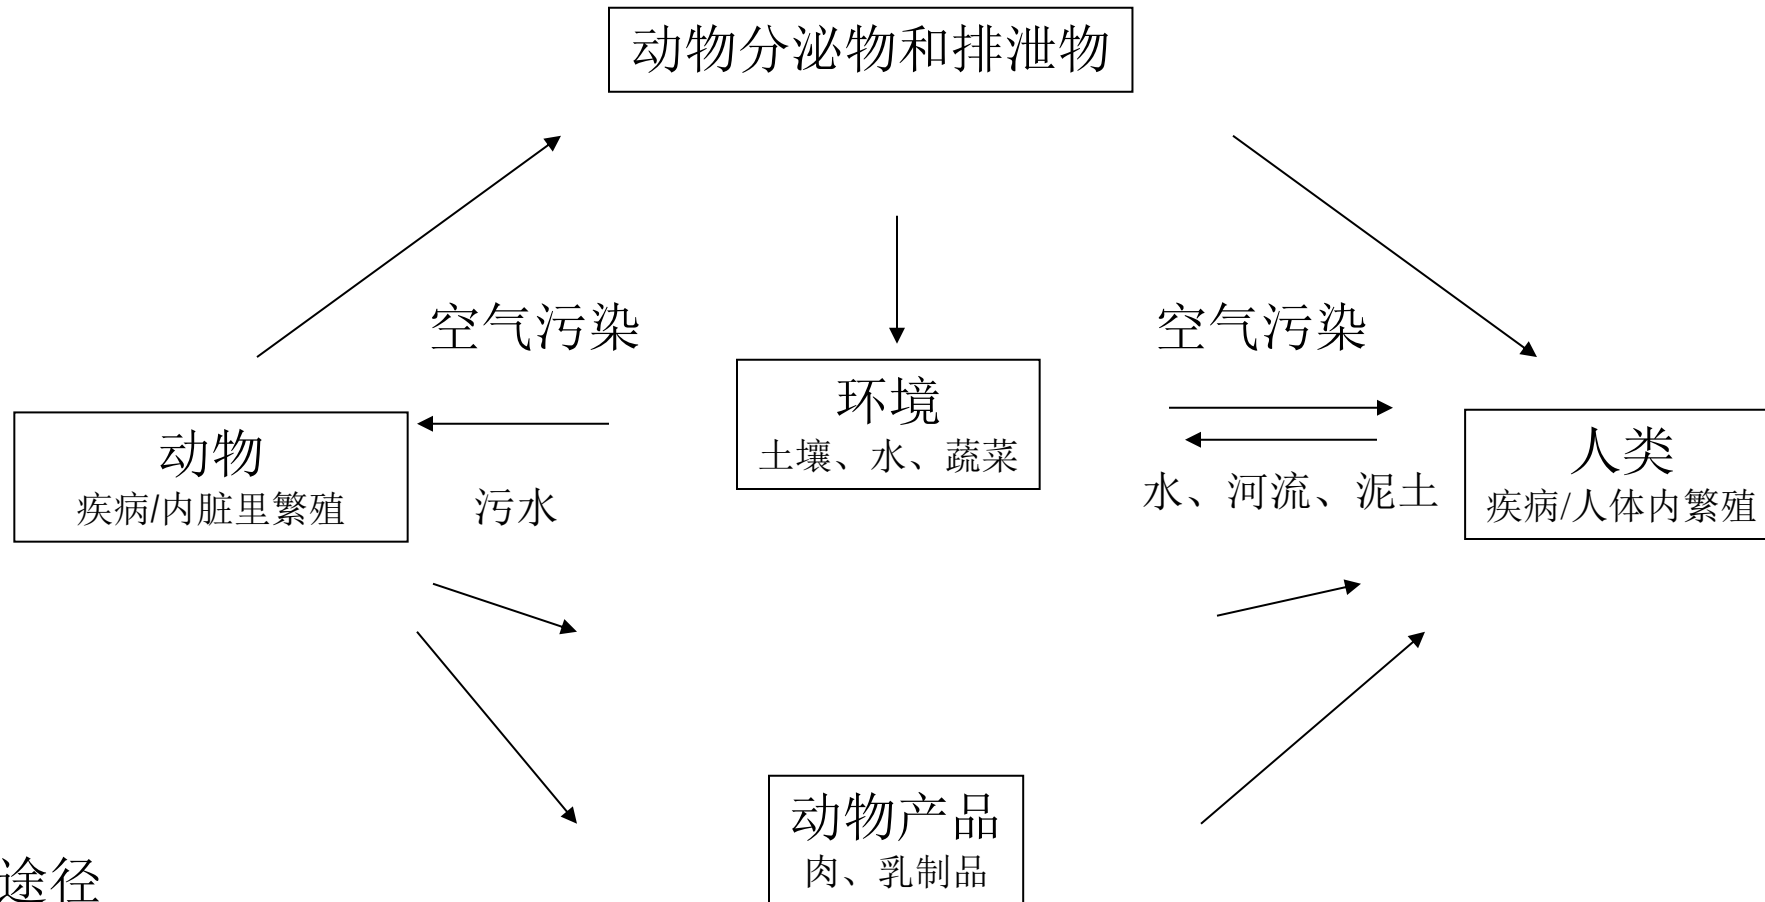 动物分泌物和排泄物
空气污染
空气污染
环境
土壤、水、蔬菜
动物
疾病/内脏里繁殖
污水
水、河流、泥土
人类
疾病/人体内繁殖
动物产品
肉、乳制品
途径